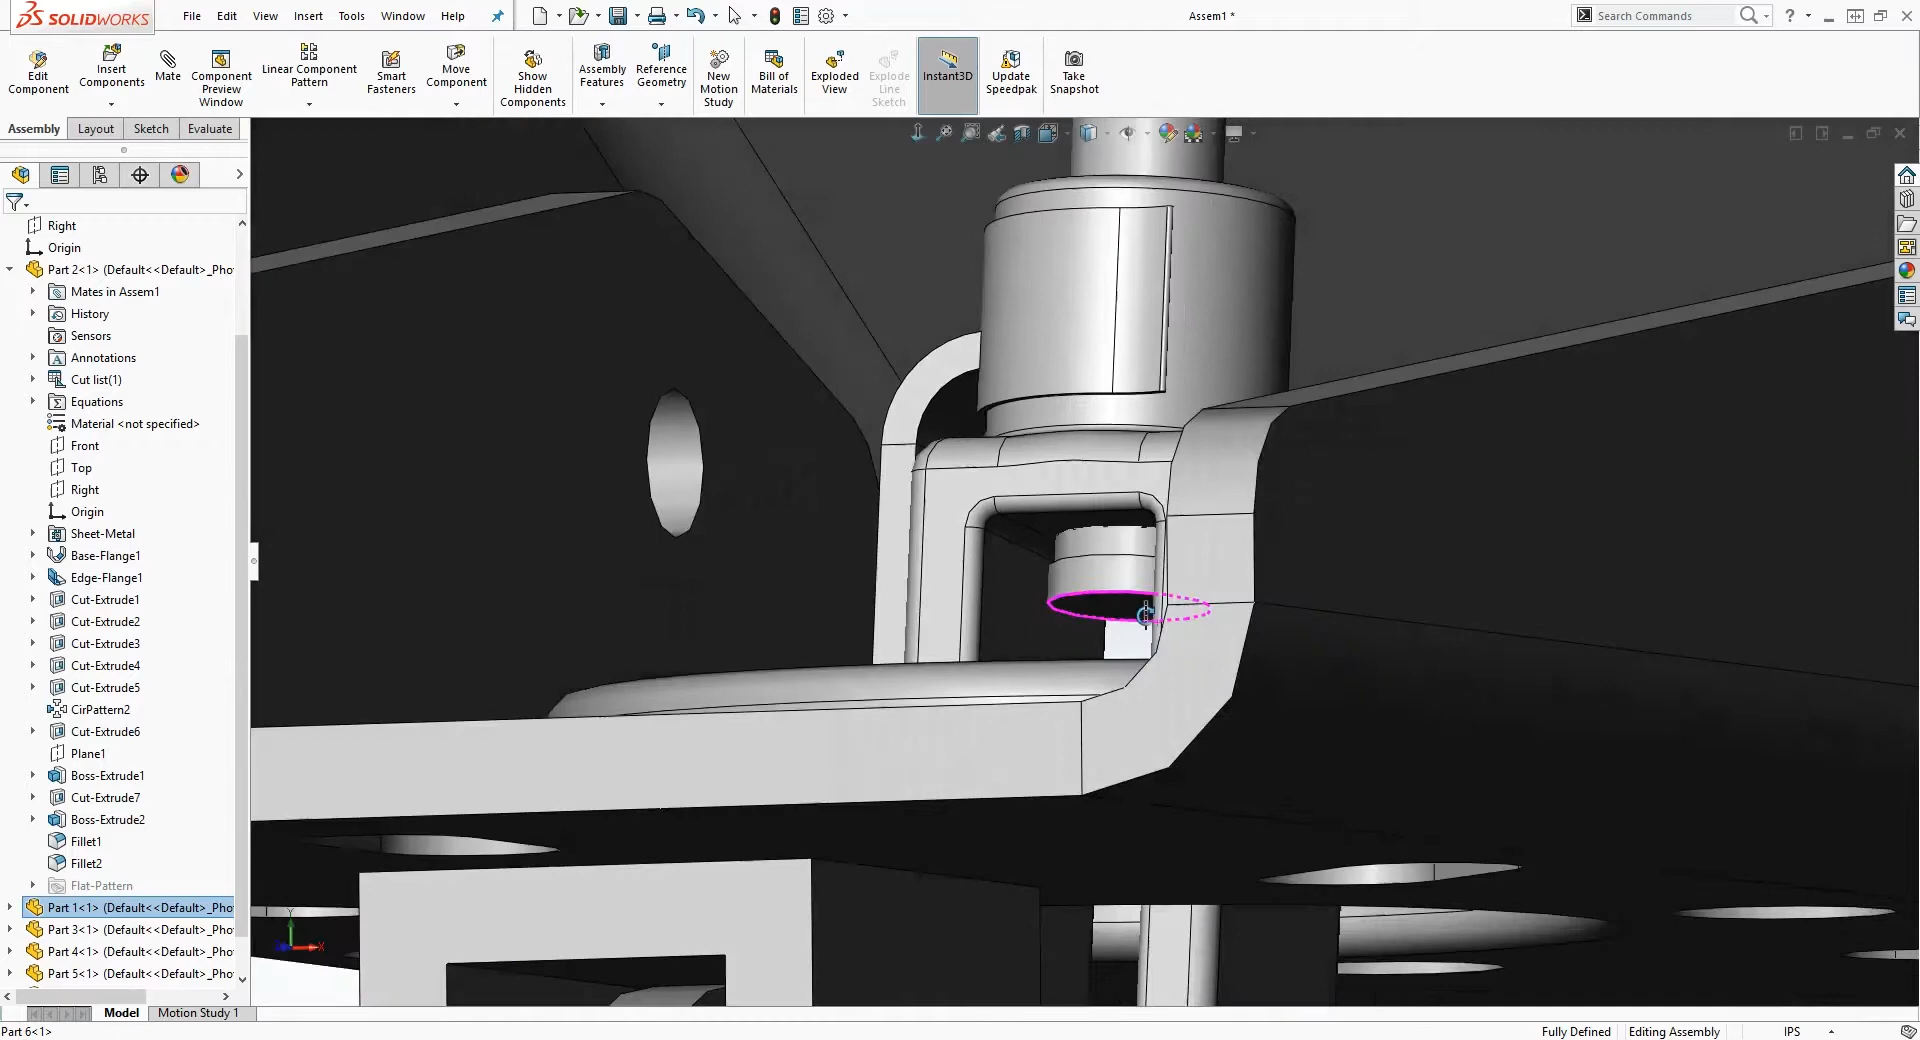 SOLIDWORKS
File Edit View Insert Tools Window Help
Assem1 *
Search Commands
?
Edit Component
Insert Components
Mate
Component Preview Window
Linear Component Pattern
Smart Fasteners
Move Component
Show Hidden Components
Assembly Features
Reference Geometry
New Motion Study
Bill of Materials
Exploded View
Explode Line Sketch
Instant3D
Update Speedpak
Take Snapshot
Assembly Layout Sketch Evaluate
Right
Origin
Part 2<1> (Default<<Default>_Pho
Mates in Assem1
History
Sensors
Annotations
Cut list(1)
Equations
Material <not specified>
Front
Top
Right
Origin
Sheet-Metal
Base-Flange1
Edge-Flange1
Cut-Extrude1
Cut-Extrude2
Cut-Extrude3
Cut-Extrude4
Cut-Extrude5
CirPattern2
Cut-Extrude6
Plane1
Boss-Extrude1
Cut-Extrude7
Boss-Extrude2
Fillet1
Fillet2
Flat-Pattern
Part 1<1> (Default<<Default>_Pho
Part 3<1> (Default<<Default>_Pho
Part 4<1> (Default<<Default>_Pho
Part 5<1> (Default<<Default>_Pho
Y
X
Model Motion Study 1
Part 6<1>
Fully Defined Editing Assembly IPS